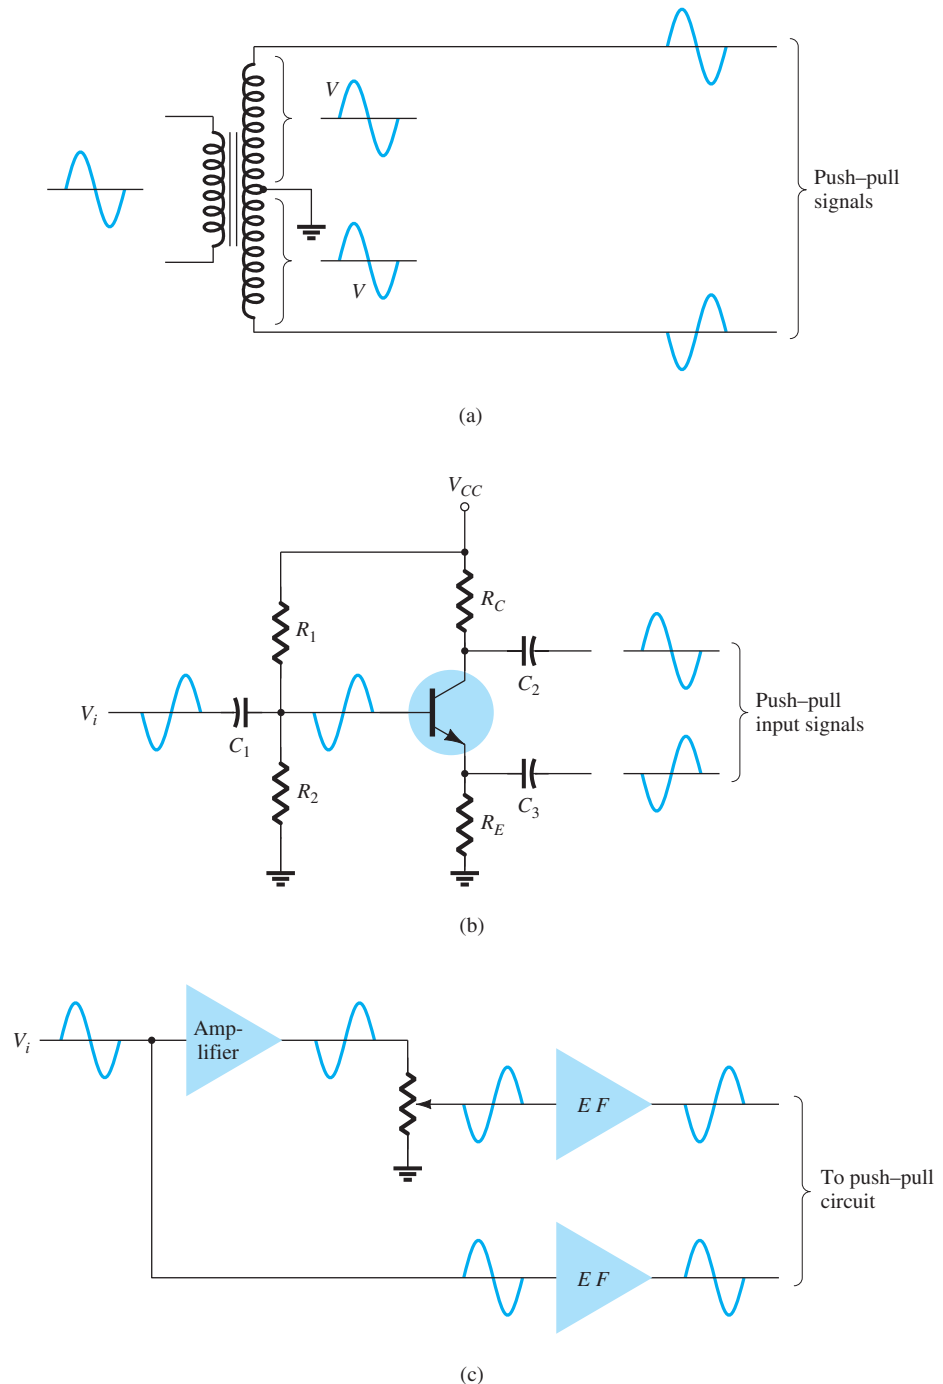 V
Push–pull
signals
V
(a)
V_CC
R_C
R_1
C_2
V_i
C_1
Push–pull
input signals
R_2
C_3
R_E
(b)
V_i
Amp-
lifier
E F
To push–pull
circuit
E F
(c)